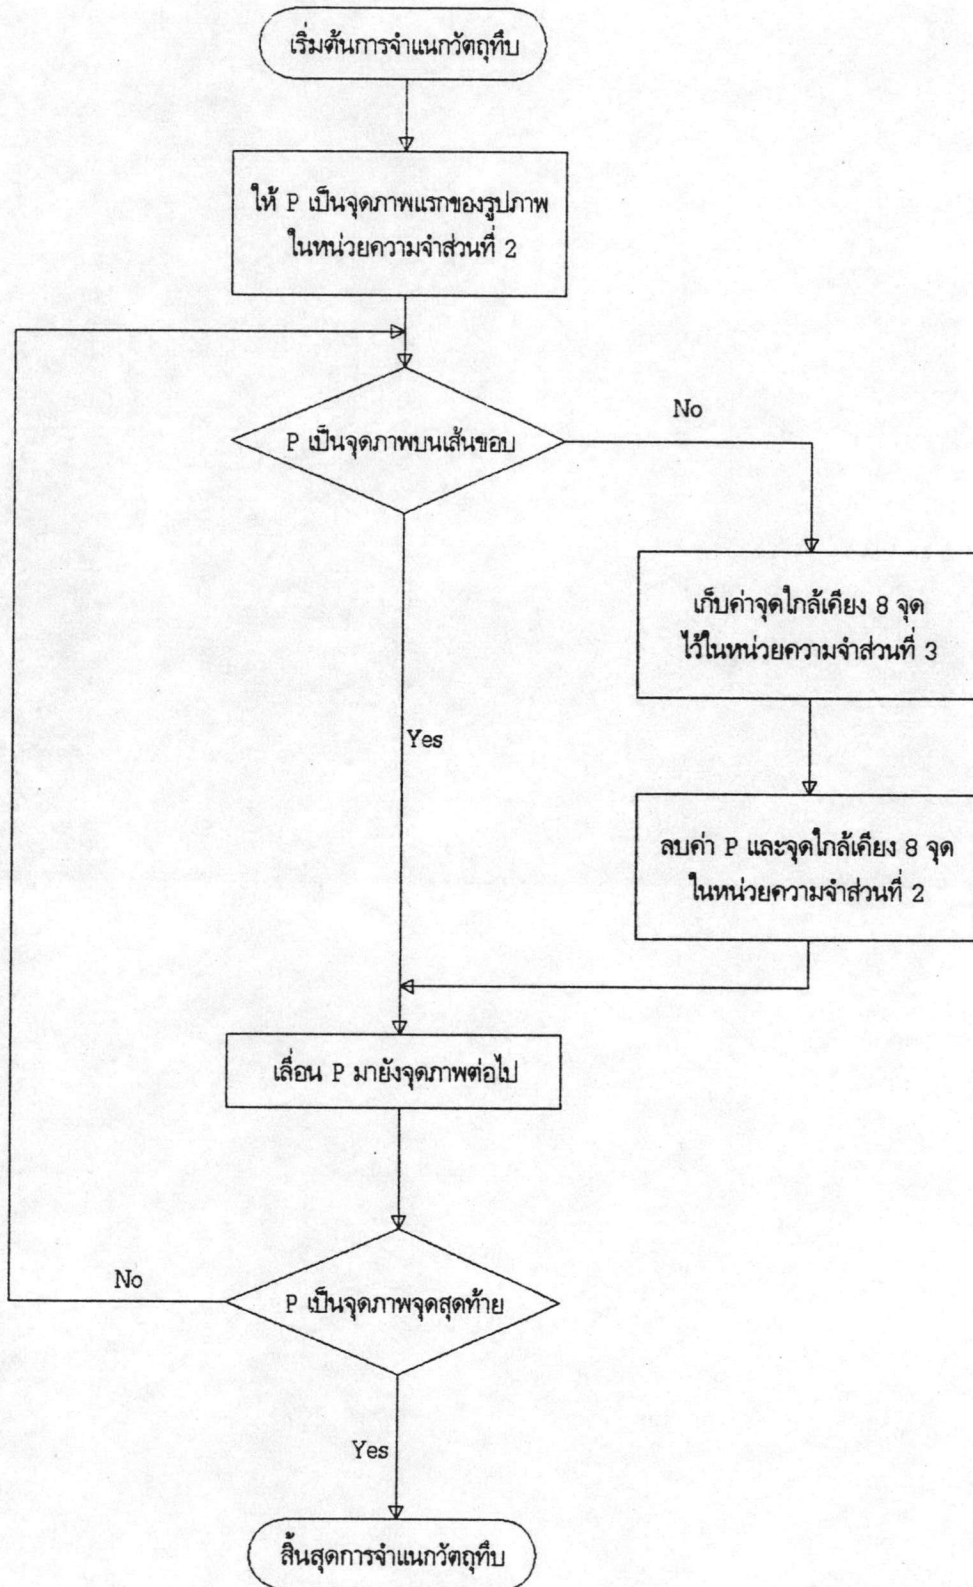 เริ่มต้นการจำแนกวัตถุทึบ
ให้ P เป็นจุดภาพแรกของรูปภาพ
ในหน่วยความจำส่วนที่ 2
P เป็นจุดภาพบนเส้นขอบ
No
เก็บค่าจุดใกล้เคียง 8 จุด
ไว้ในหน่วยความจำส่วนที่ 3
Yes
ลบค่า P และจุดใกล้เคียง 8 จุด
ในหน่วยความจำส่วนที่ 2
เลื่อน P มายังจุดภาพต่อไป
No
P เป็นจุดภาพจุดสุดท้าย
Yes
สิ้นสุดการจำแนกวัตถุทึบ